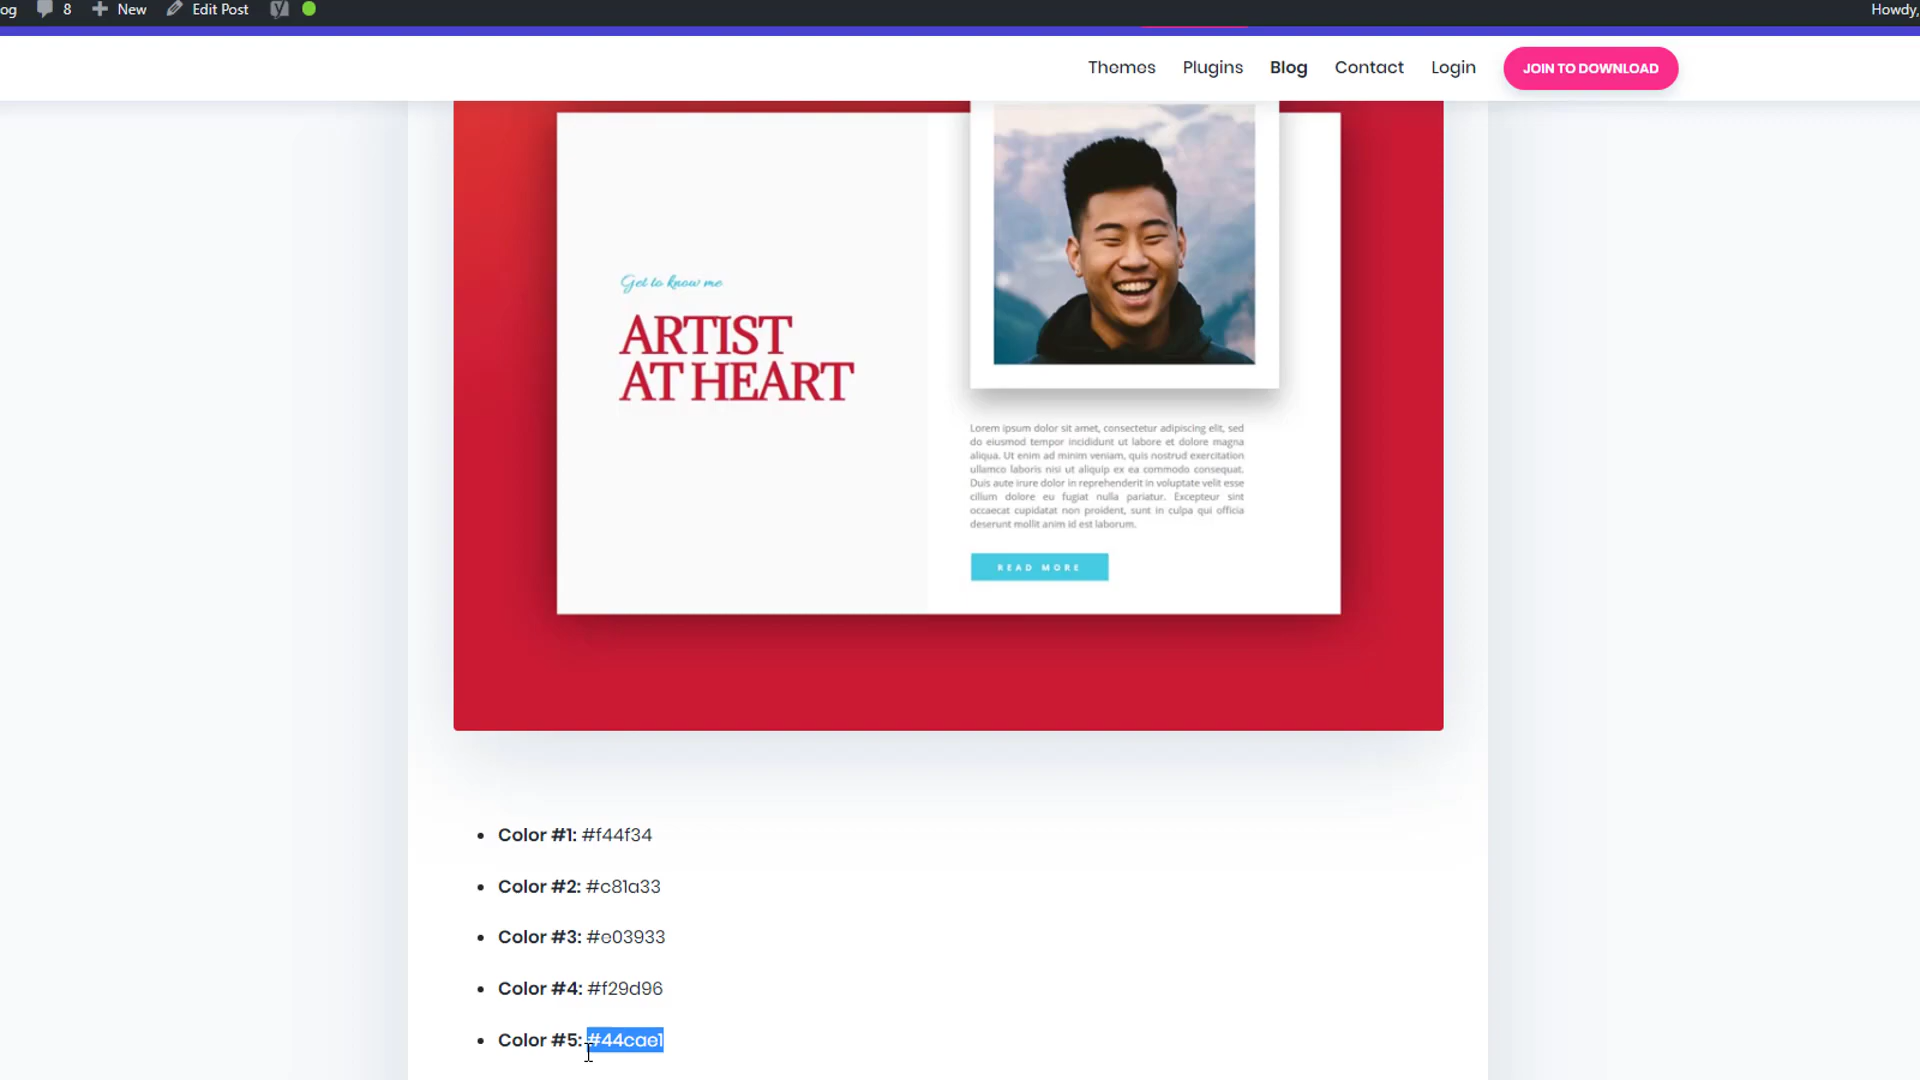 og 8 New Edit Post Howdy,
Themes Plugins Blog Contact Login JOIN TO DOWNLOAD
Get to know me
ARTIST
AT HEART
Lorem ipsum dolor sit amet, consectetur adipiscing elit, sed
do eiusmod tempor incididunt ut labore et dolore magna
aliqua. Ut enim ad minim veniam, quis nostrud exercitation
ullamco laboris nisi ut aliquip ex ea commodo consequat.
Duis aute irure dolor in reprehenderit in voluptate velit esse
cillum dolore eu fugiat nulla pariatur. Excepteur sint
occaecat cupidatat non proident, sunt in culpa qui officia
deserunt mollit anim id est laborum.
READ MORE
Color #1: #f44f34
Color #2: #c81a33
Color #3: #e03933
Color #4: #f29d96
Color #5: #44cae1